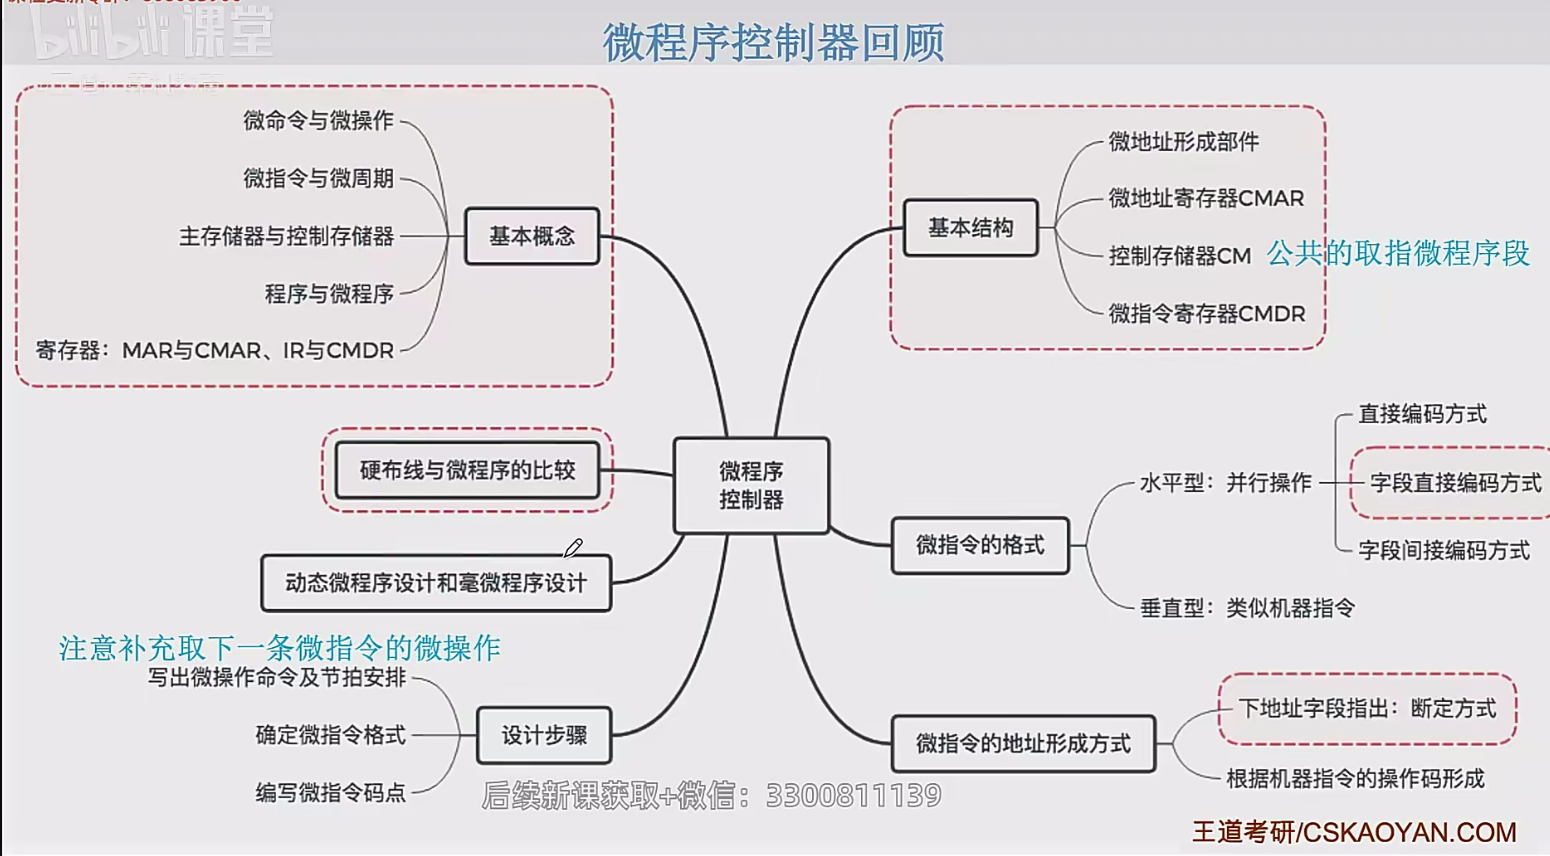 bilibili 课堂
微程序控制器回顾
微命令与微操作
微指令与微周期
主存储器与控制存储器
程序与微程序
寄存器：MAR与CMAR、IR与CMDR
基本概念
硬布线与微程序的比较
动态微程序设计和毫微程序设计
注意补充取下一条微指令的微操作
写出微操作命令及节拍安排
确定微指令格式
编写微指令码点
设计步骤
微程序
控制器
基本结构
微地址形成部件
微地址寄存器CMAR
控制存储器CM
公共的取指微程序段
微指令寄存器CMDR
微指令的格式
水平型：并行操作
直接编码方式
字段直接编码方式
字段间接编码方式
垂直型：类似机器指令
微指令的地址形成方式
下地址字段指出：断定方式
根据机器指令的操作码形成
后续新课获取+微信：3300811139
王道考研/CSKAOYAN.COM